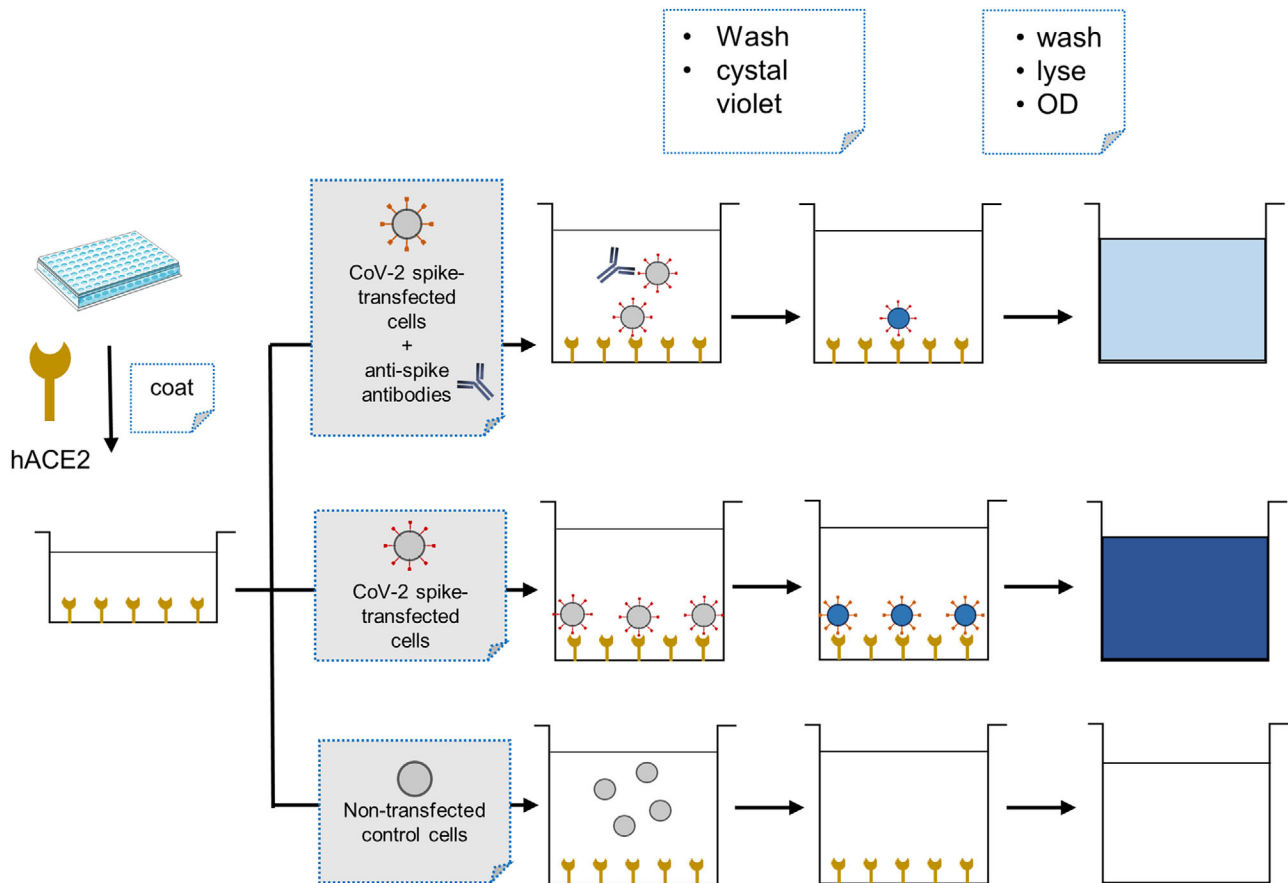 • Wash
• cystal
violet
• wash
• lyse
• OD
CoV-2 spike-
transfected
cells
+
anti-spike
antibodies
coat
hACE2
CoV-2 spike-
transfected
cells
Non-transfected
control cells